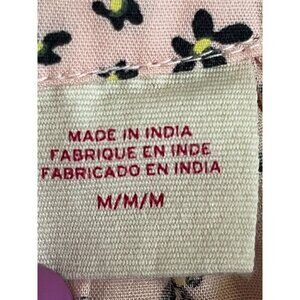 MADE IN INDIA
FABRIQUE EN INDE
FABRICADO EN INDIA
M/M/M